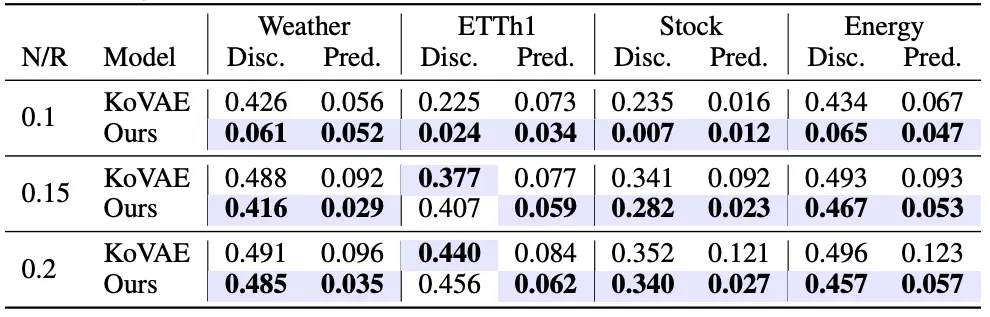 Weather ETTh1 Stock Energy
N/R Model Disc. Pred. Disc. Pred. Disc. Pred. Disc. Pred.
0.1 KoVAE 0.426 0.056 0.225 0.073 0.235 0.016 0.434 0.067
Ours 0.061 0.052 0.024 0.034 0.007 0.012 0.065 0.047
0.15 KoVAE 0.488 0.092 0.377 0.077 0.341 0.092 0.493 0.093
Ours 0.416 0.029 0.407 0.059 0.282 0.023 0.467 0.053
0.2 KoVAE 0.491 0.096 0.440 0.084 0.352 0.121 0.496 0.123
Ours 0.485 0.035 0.456 0.062 0.340 0.027 0.457 0.057